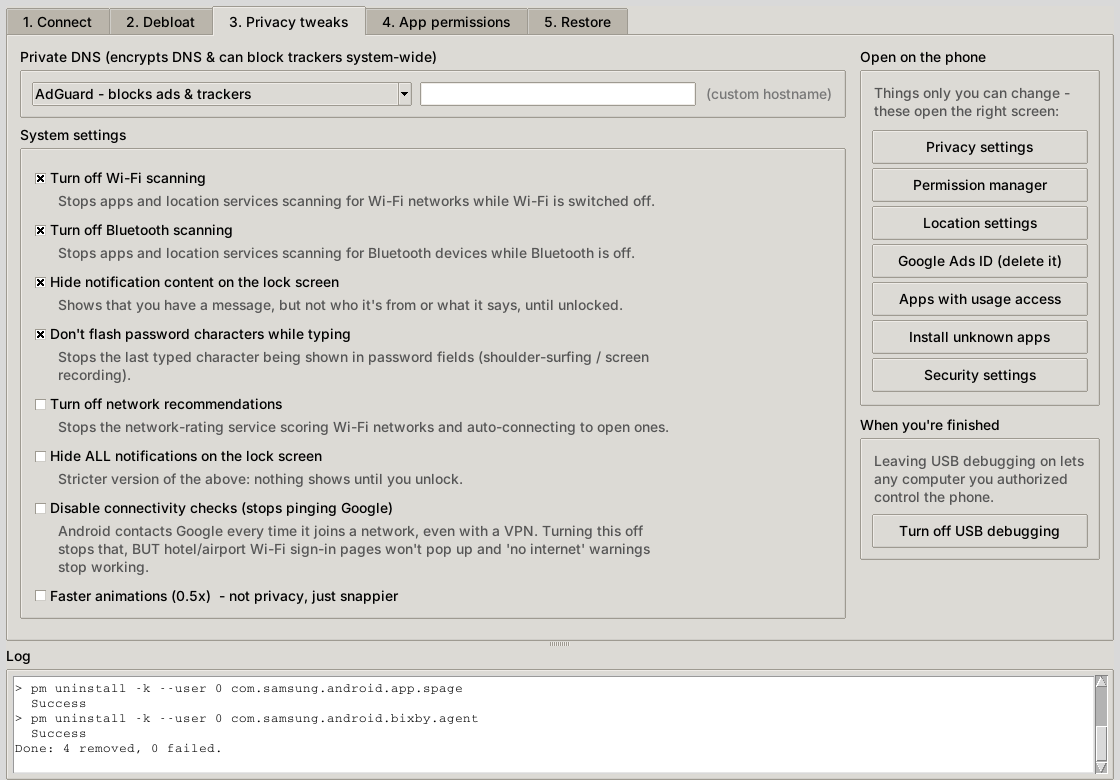 1. Connect
2. Debloat
3. Privacy tweaks
4. App permissions
5. Restore
Private DNS (encrypts DNS & can block trackers system-wide)
AdGuard - blocks ads & trackers
(custom hostname)
System settings
Turn off Wi-Fi scanning
Stops apps and location services scanning for Wi-Fi networks while Wi-Fi is switched off.
Turn off Bluetooth scanning
Stops apps and location services scanning for Bluetooth devices while Bluetooth is off.
Hide notification content on the lock screen
Shows that you have a message, but not who it's from or what it says, until unlocked.
Don't flash password characters while typing
Stops the last typed character being shown in password fields (shoulder-surfing / screen
recording).
Turn off network recommendations
Stops the network-rating service scoring Wi-Fi networks and auto-connecting to open ones.
Hide ALL notifications on the lock screen
Stricter version of the above: nothing shows until you unlock.
Disable connectivity checks (stops pinging Google)
Android contacts Google every time it joins a network, even with a VPN. Turning this off
stops that, BUT hotel/airport Wi-Fi sign-in pages won't pop up and 'no internet' warnings
stop working.
Faster animations (0.5x)  - not privacy, just snappier
Open on the phone
Things only you can change -
these open the right screen:
Privacy settings
Permission manager
Location settings
Google Ads ID (delete it)
Apps with usage access
Install unknown apps
Security settings
When you're finished
Leaving USB debugging on lets
any computer you authorized
control the phone.
Turn off USB debugging
Log
> pm uninstall -k --user 0 com.samsung.android.app.spage
Success
> pm uninstall -k --user 0 com.samsung.android.bixby.agent
Success
Done: 4 removed, 0 failed.